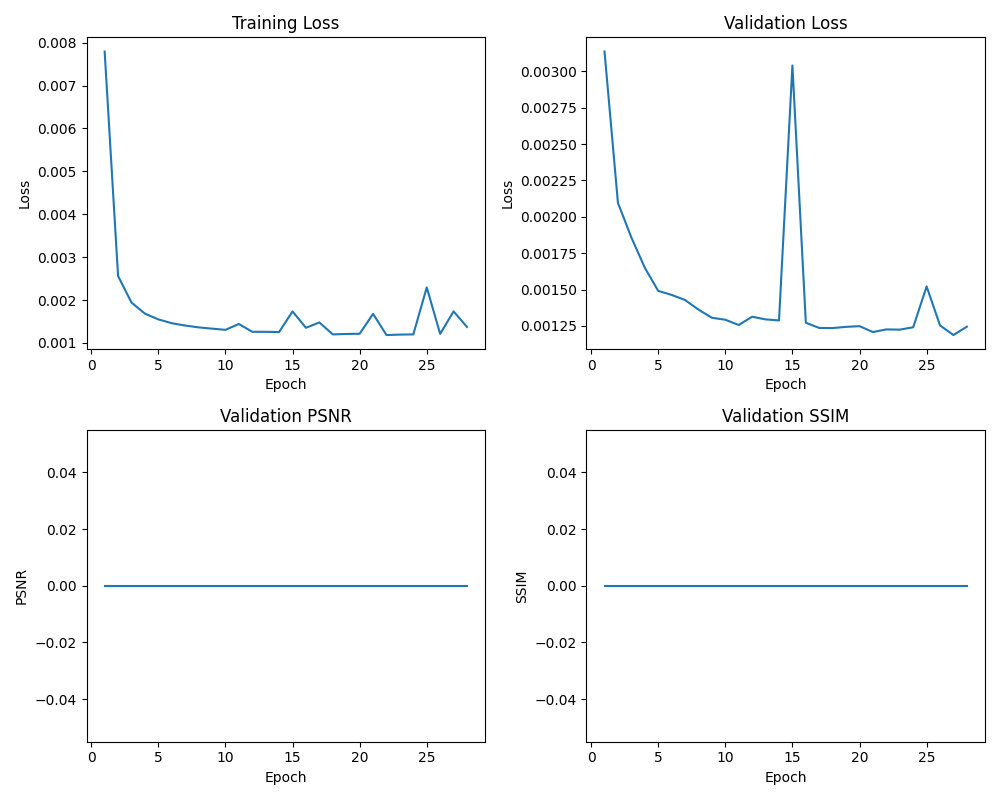 Training Loss
Validation Loss
0.008
0.007
0.006
0.005
0.004
0.003
0.002
0.001
Loss
0 5 10 15 20 25
Epoch
0.00300
0.00275
0.00250
0.00225
0.00200
0.00175
0.00150
0.00125
Loss
0 5 10 15 20 25
Epoch
Validation PSNR
Validation SSIM
0.04
0.02
0.00
−0.02
−0.04
PSNR
0 5 10 15 20 25
Epoch
0.04
0.02
0.00
−0.02
−0.04
SSIM
0 5 10 15 20 25
Epoch